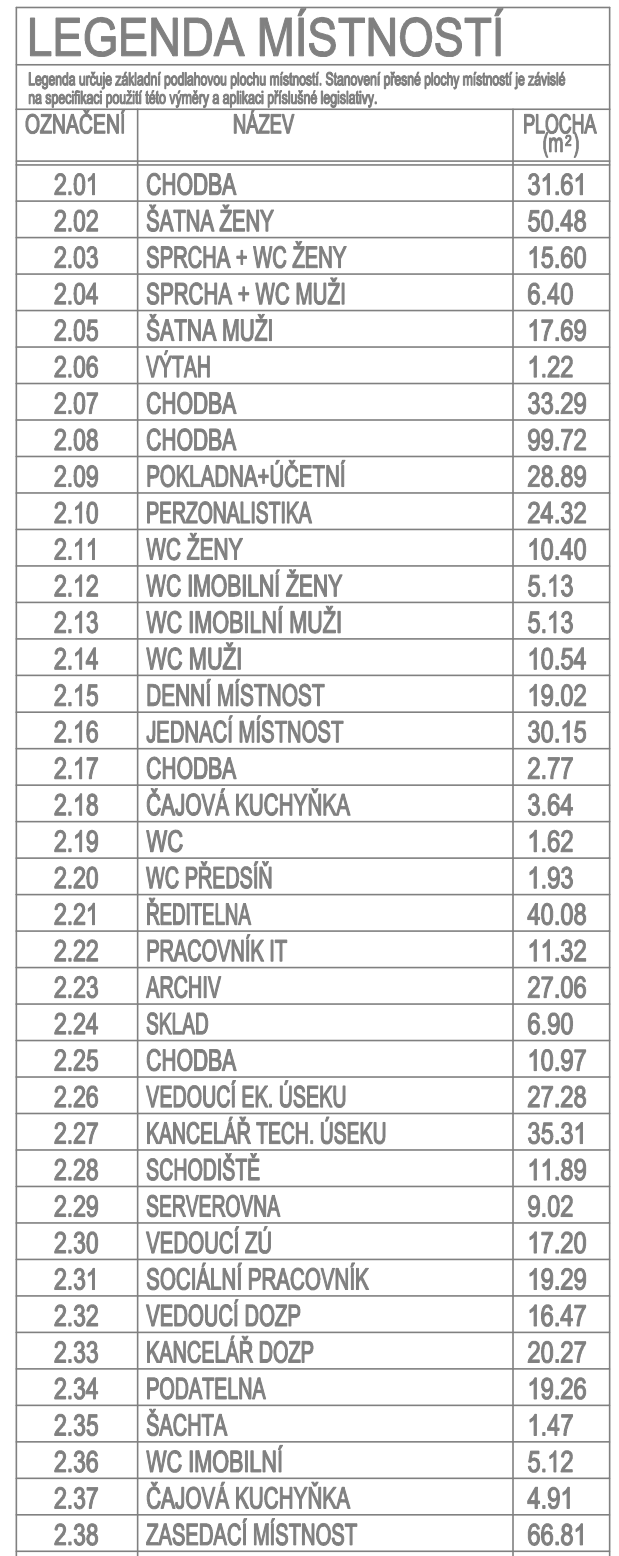 LEGENDA MÍSTNOSTÍ
Legenda určuje základní podlahovou plochu místností. Stanovení přesné plochy místností je závislé
na specifikaci použití této výměry a aplikaci příslušné legislativy.
OZNAČENÍ NÁZEV PLOCHA
(m²)
2.01 CHODBA 31.61
2.02 ŠATNA ŽENY 50.48
2.03 SPRCHA + WC ŽENY 15.60
2.04 SPRCHA + WC MUŽI 6.40
2.05 ŠATNA MUŽI 17.69
2.06 VÝTAH 1.22
2.07 CHODBA 33.29
2.08 CHODBA 99.72
2.09 POKLADNA+ÚČETNÍ 28.89
2.10 PERZONALISTIKA 24.32
2.11 WC ŽENY 10.40
2.12 WC IMOBILNÍ ŽENY 5.13
2.13 WC IMOBILNÍ MUŽI 5.13
2.14 WC MUŽI 10.54
2.15 DENNÍ MÍSTNOST 19.02
2.16 JEDNACÍ MÍSTNOST 30.15
2.17 CHODBA 2.77
2.18 ČAJOVÁ KUCHYŇKA 3.64
2.19 WC 1.62
2.20 WC PŘEDSÍŇ 1.93
2.21 ŘEDITELNA 40.08
2.22 PRACOVNÍK IT 11.32
2.23 ARCHIV 27.06
2.24 SKLAD 6.90
2.25 CHODBA 10.97
2.26 VEDOUCÍ EK. ÚSEKU 27.28
2.27 KANCELÁŘ TECH. ÚSEKU 35.31
2.28 SCHODIŠTĚ 11.89
2.29 SERVEROVNA 9.02
2.30 VEDOUCÍ ZÚ 17.20
2.31 SOCIÁLNÍ PRACOVNÍK 19.29
2.32 VEDOUCÍ DOZP 16.47
2.33 KANCELÁŘ DOZP 20.27
2.34 PODATELNA 19.26
2.35 ŠACHTA 1.47
2.36 WC IMOBILNÍ 5.12
2.37 ČAJOVÁ KUCHYŇKA 4.91
2.38 ZASEDACÍ MÍSTNOST 66.81